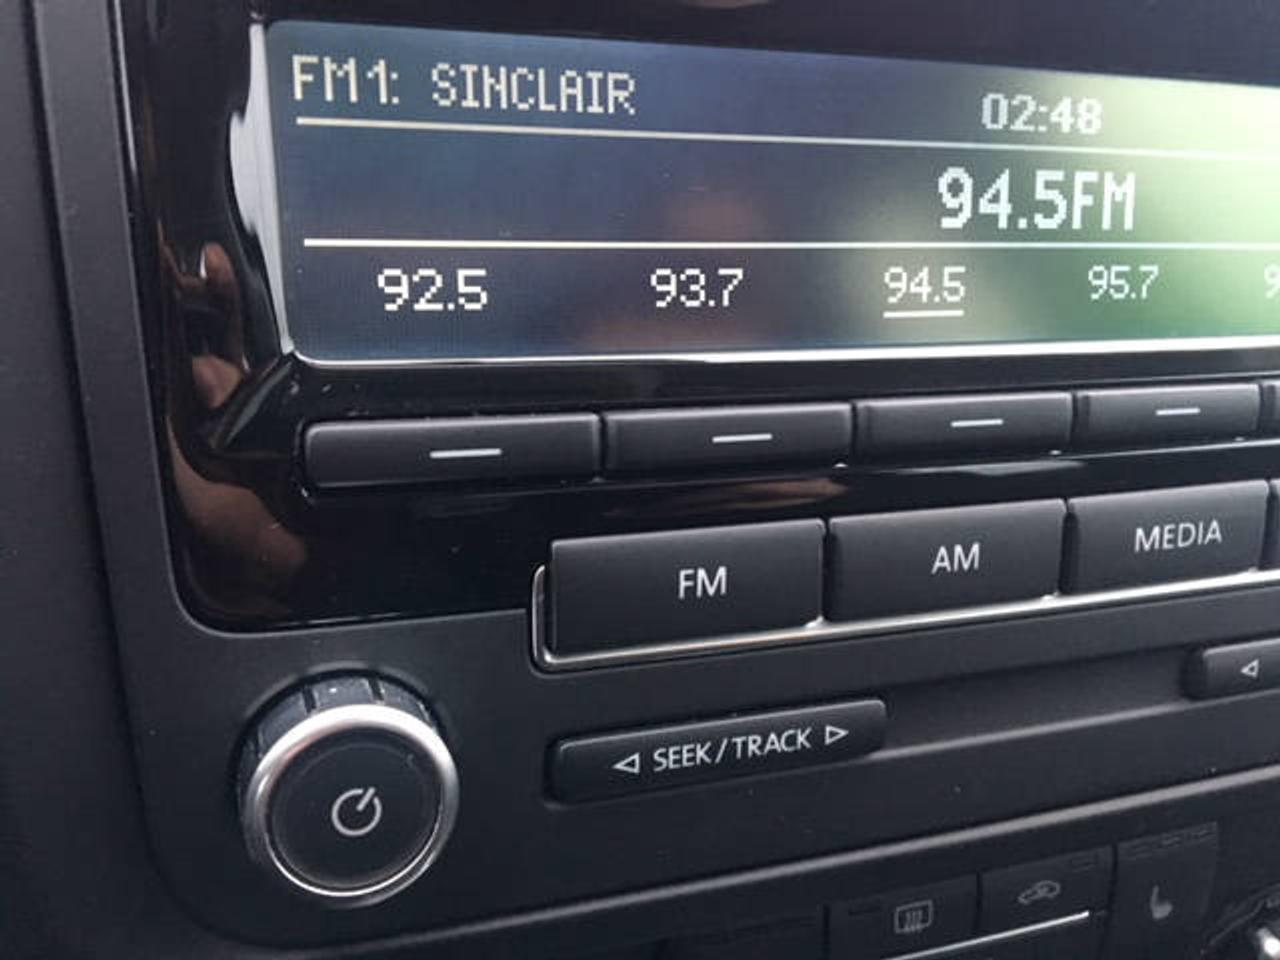 FM1: SINCLAIR
02:48
94.5FM
92.5 93.7 94.5 95.7
FM AM MEDIA
SEEK/TRACK